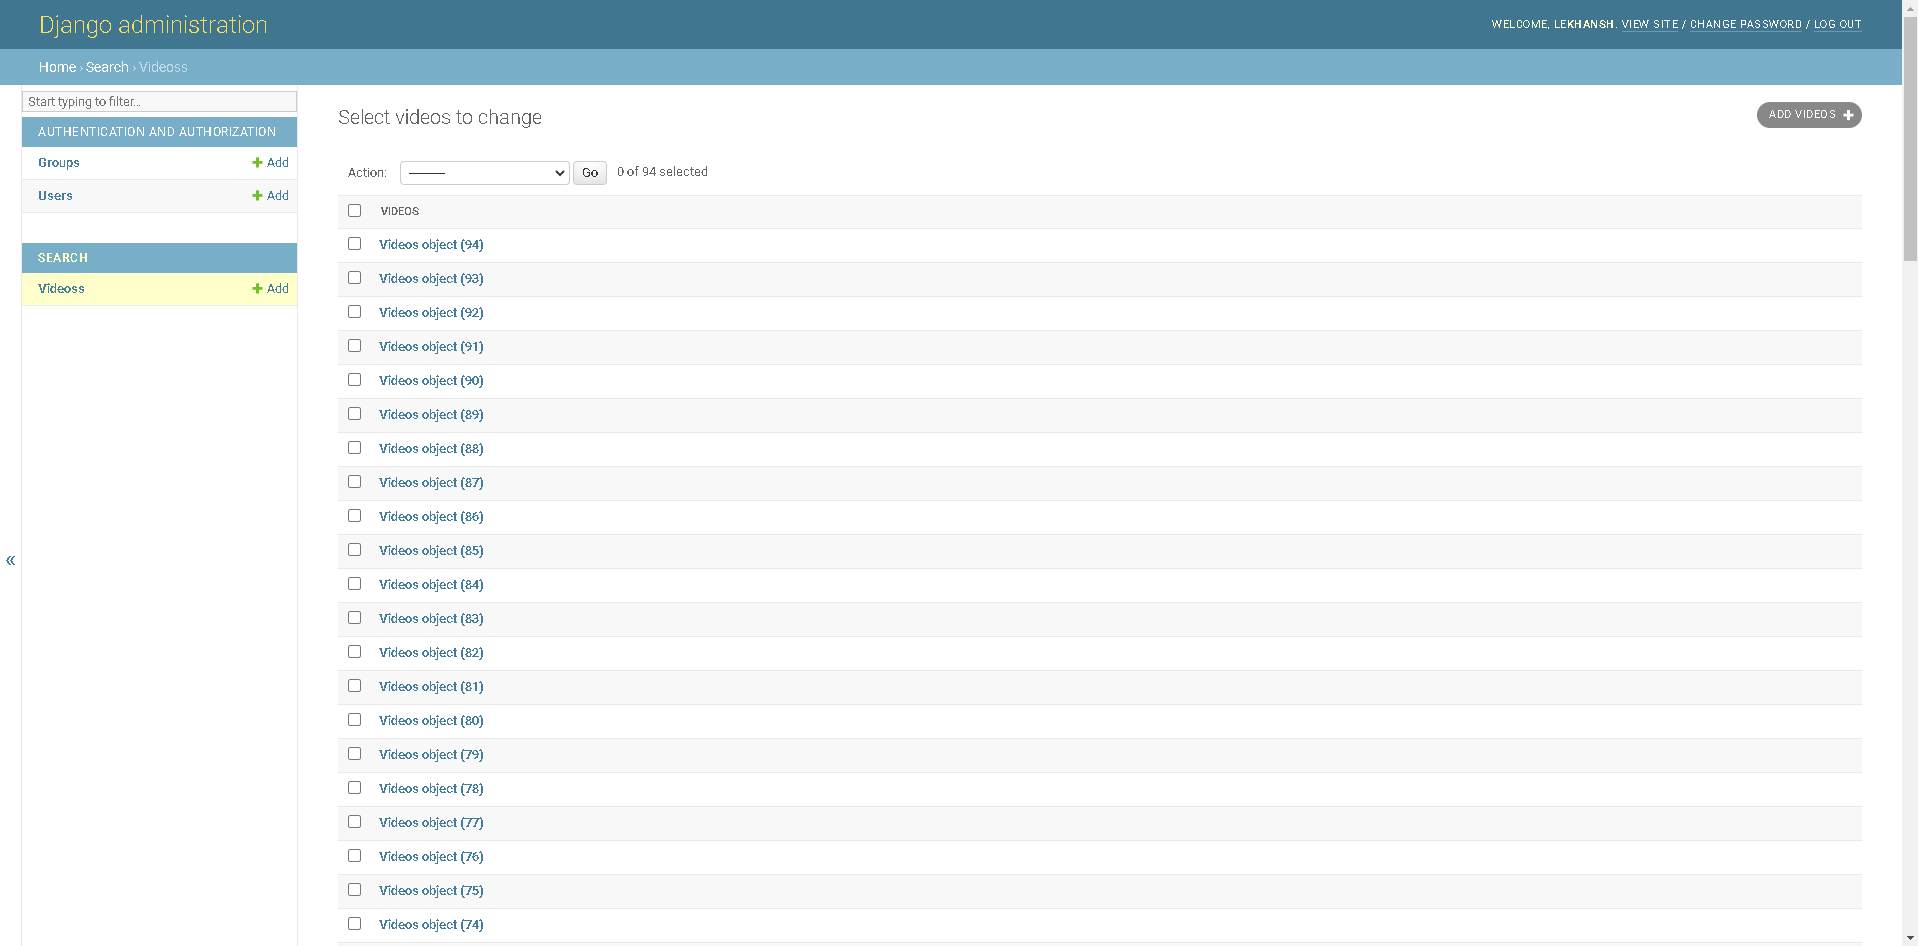 Django administration
WELCOME, LEKHANSH. VIEW SITE / CHANGE PASSWORD / LOG OUT
Home › Search › Videoss
Start typing to filter...
AUTHENTICATION AND AUTHORIZATION
Groups + Add
Users + Add
SEARCH
Videoss + Add
«
Select videos to change
ADD VIDEOS +
Action: --------- Go 0 of 94 selected
VIDEOS
Videos object (94)
Videos object (93)
Videos object (92)
Videos object (91)
Videos object (90)
Videos object (89)
Videos object (88)
Videos object (87)
Videos object (86)
Videos object (85)
Videos object (84)
Videos object (83)
Videos object (82)
Videos object (81)
Videos object (80)
Videos object (79)
Videos object (78)
Videos object (77)
Videos object (76)
Videos object (75)
Videos object (74)